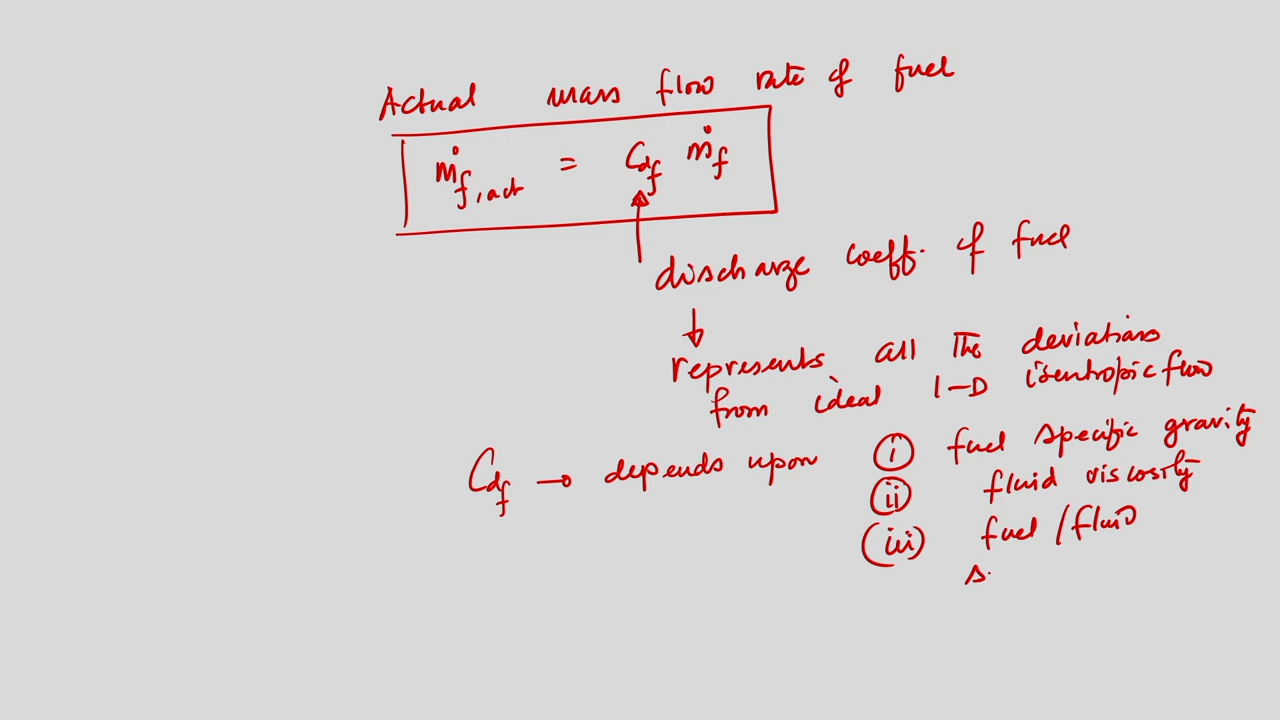 Actual mass flow rate of fuel
ṁf,act = Cdf ṁf
discharge coeff. of fuel
↓
represents all the deviations
from ideal 1-D isentropic flow
Cdf → depends upon (i) fuel specific gravity
(ii) fluid viscosity
(iii) fuel/fluid
s.